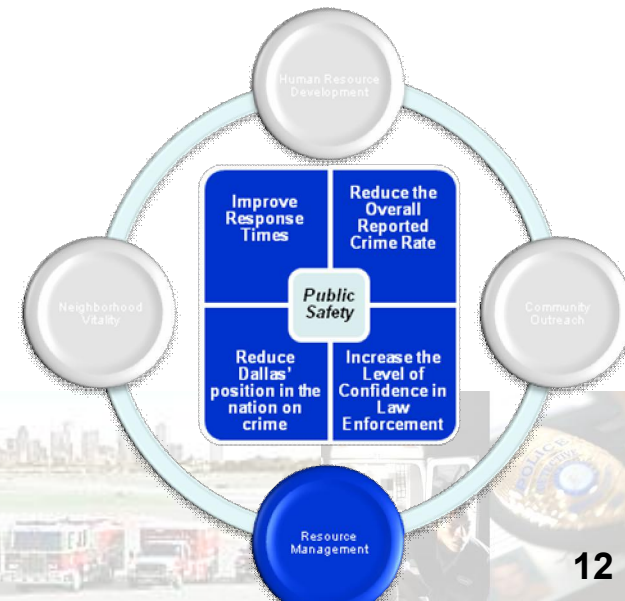 Human Resource
Development
Improve
Response
Times
Reduce the
Overall
Reported
Crime Rate
Neighborhood
Vitality
Public
Safety
Community
Outreach
Reduce
Dallas'
position in the
nation on
crime
Increase the
Level of
Confidence in
Law
Enforcement
POLICE
Resource
Management
12